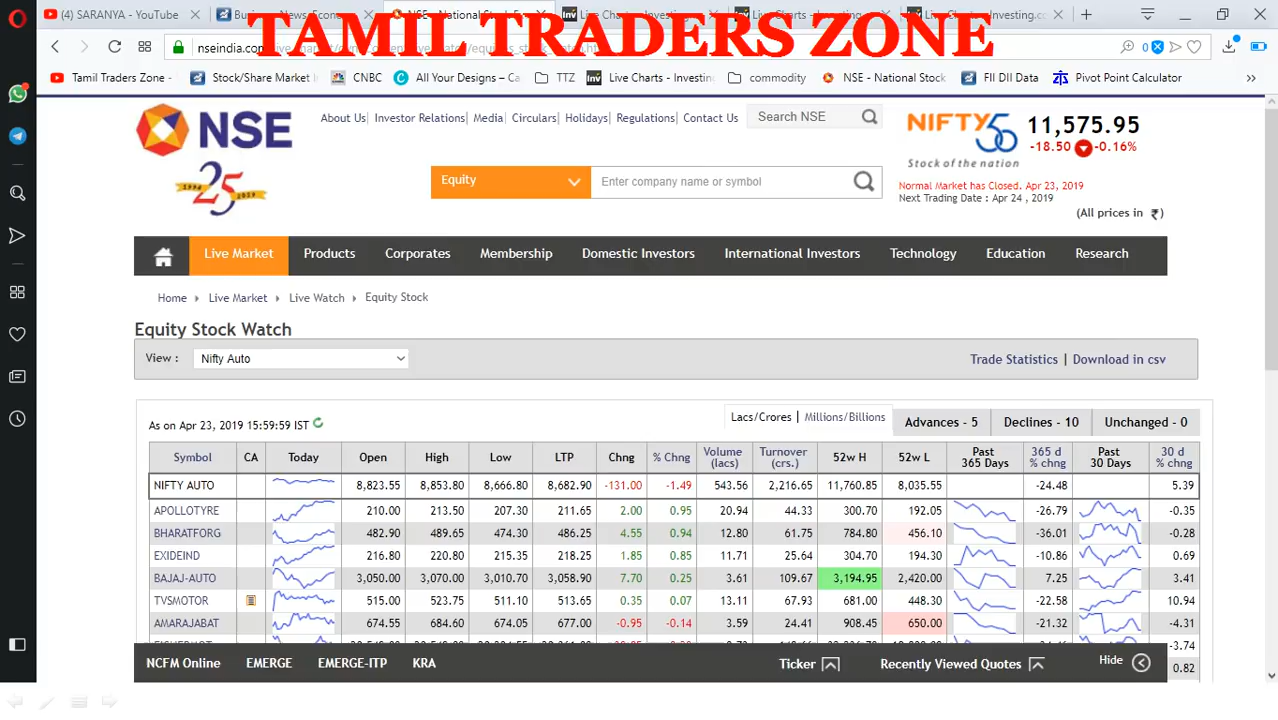 (4) SARANYA - YouTube
TAMIL TRADERS ZONE
nseindia.com
Tamil Traders Zone - Stock/Share Market CNBC All Your Designs – Ca TTZ Live Charts - Investin commodity NSE – National Stock FII DII Data Pivot Point Calculator
NSE
About Us| Investor Relations| Media| Circulars| Holidays| Regulations| Contact Us
Search NSE
NIFTY50
Stock of the nation
11,575.95
-18.50 -0.16%
Normal Market has Closed. Apr 23, 2019
Next Trading Date : Apr 24 , 2019
(All prices in ₹)
1994 25 2019
Equity Enter company name or symbol
Live Market Products Corporates Membership Domestic Investors International Investors Technology Education Research
Home Live Market Live Watch Equity Stock
Equity Stock Watch
View : Nifty Auto Trade Statistics | Download in csv
As on Apr 23, 2019 15:59:59 IST Lacs/Crores | Millions/Billions Advances - 5 Declines - 10 Unchanged - 0
Symbol CA Today Open High Low LTP Chng % Chng Volume (lacs) Turnover (crs.) 52w H 52w L Past 365 Days 365 d % chng Past 30 Days 30 d % chng
NIFTY AUTO 8,823.55 8,853.80 8,666.80 8,682.90 -131.00 -1.49 543.56 2,216.65 11,760.85 8,035.55 -24.48 5.39
APOLLOTYRE 210.00 213.50 207.30 211.65 2.00 0.95 20.94 44.33 300.70 192.05 -26.79 -0.35
BHARATFORG 482.90 489.65 474.30 486.25 4.55 0.94 12.80 61.75 784.80 456.10 -36.01 -0.28
EXIDEIND 216.80 220.80 215.35 218.25 1.85 0.85 11.71 25.64 304.70 194.30 -10.86 0.69
BAJAJ-AUTO 3,050.00 3,070.00 3,010.70 3,058.90 7.70 0.25 3.61 109.67 3,194.95 2,420.00 7.25 3.41
TVSMOTOR 515.00 523.75 511.10 513.65 0.35 0.07 13.11 67.93 681.00 448.30 -22.58 10.94
AMARAJABAT 674.55 684.60 674.05 677.00 -0.95 -0.14 3.59 24.41 908.45 650.00 -21.32 -4.31
-3.74
0.82
NCFM Online EMERGE EMERGE-ITP KRA Ticker Recently Viewed Quotes Hide